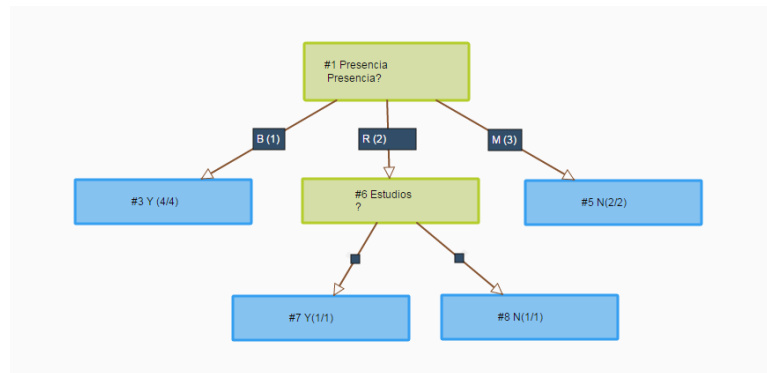 #1 Presencia
Presencia?
B (1)
R (2)
M (3)
#3 Y (4/4)
#6 Estudios
?
#5 N(2/2)
#7 Y(1/1)
#8 N(1/1)